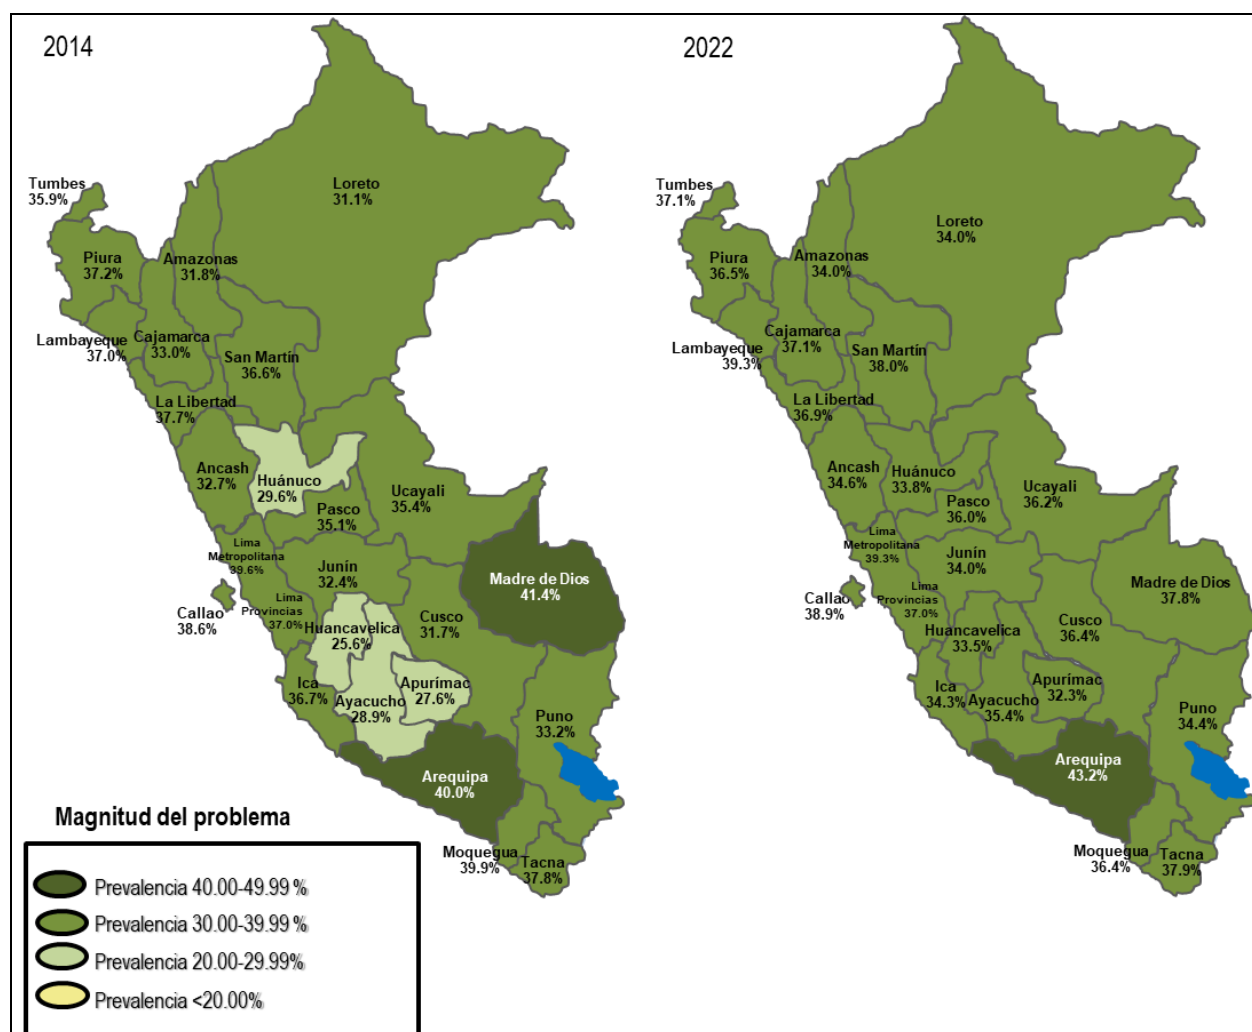 2014
Loreto
31.1%
Tumbes
35.9%
Piura
37.2%
Amazonas
31.8%
Lambayeque
37.0%
Cajamarca
33.0%
San Martín
36.6%
La Libertad
37.7%
Ancash
32.7%
Huánuco
29.6%
Ucayali
35.4%
Pasco
35.1%
Lima
Metropolitana
39.6%
Junín
32.4%
Madre de Dios
41.4%
Callao
38.6%
Lima
Provincias
37.0%
Huancavelica
25.6%
Cusco
31.7%
Ica
36.7%
Ayacucho
28.9%
Apurímac
27.6%
Puno
33.2%
Arequipa
40.0%
Moquegua
39.9%
Tacna
37.8%
2022
Loreto
34.0%
Tumbes
37.1%
Piura
36.5%
Amazonas
34.0%
Lambayeque
39.3%
Cajamarca
37.1%
San Martín
38.0%
La Libertad
36.9%
Ancash
34.6%
Huánuco
33.8%
Ucayali
36.2%
Pasco
36.0%
Lima
Metropolitana
39.3%
Junín
34.0%
Madre de Dios
37.8%
Callao
38.9%
Lima
Provincias
37.0%
Huancavelica
33.5%
Cusco
36.4%
Ica
34.3%
Ayacucho
35.4%
Apurímac
32.3%
Puno
34.4%
Arequipa
43.2%
Moquegua
36.4%
Tacna
37.9%
Magnitud del problema
Prevalencia 40.00-49.99 %
Prevalencia 30.00-39.99 %
Prevalencia 20.00-29.99%
Prevalencia <20.00%